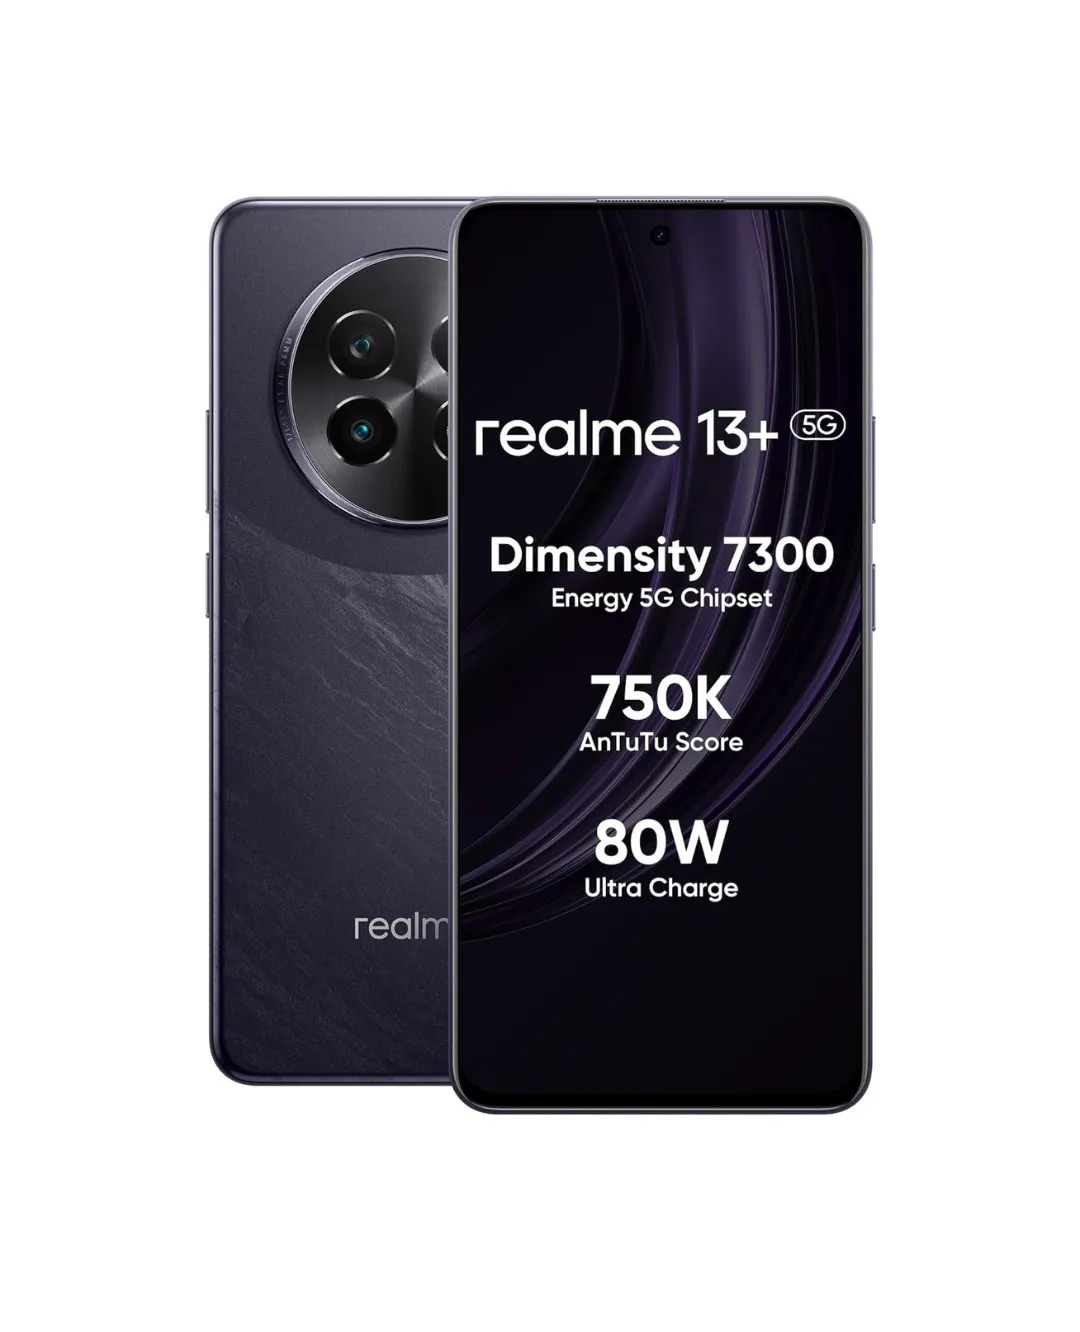 realme 13+ 5G
Dimensity 7300
Energy 5G Chipset
750K
AnTuTu Score
80W
Ultra Charge
realm